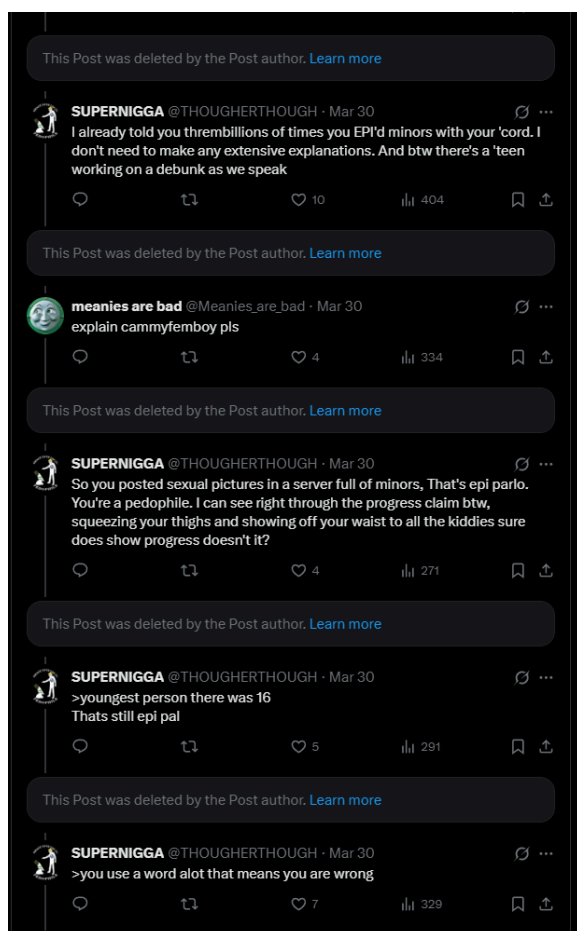 This Post was deleted by the Post author. Learn more
SUPERNIGGA @THOUGHERTHOUGH · Mar 30
I already told you thrembillions of times you EPI'd minors with your 'cord. I
don't need to make any extensive explanations. And btw there's a 'teen
working on a debunk as we speak
10 404
This Post was deleted by the Post author. Learn more
meanies are bad @Meanies_are_bad · Mar 30
explain cammyfemboy pls
4 334
This Post was deleted by the Post author. Learn more
SUPERNIGGA @THOUGHERTHOUGH · Mar 30
So you posted sexual pictures in a server full of minors, That's epi parlo.
You're a pedophile. I can see right through the progress claim btw,
squeezing your thighs and showing off your waist to all the kiddies sure
does show progress doesn't it?
4 271
This Post was deleted by the Post author. Learn more
SUPERNIGGA @THOUGHERTHOUGH · Mar 30
>youngest person there was 16
Thats still epi pal
5 291
This Post was deleted by the Post author. Learn more
SUPERNIGGA @THOUGHERTHOUGH · Mar 30
>you use a word alot that means you are wrong
7 329